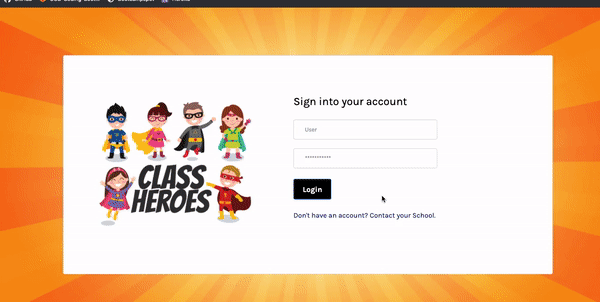 Sign into your account
User
***********
Login
Don't have an account? Contact your School.
CLASS
HEROES